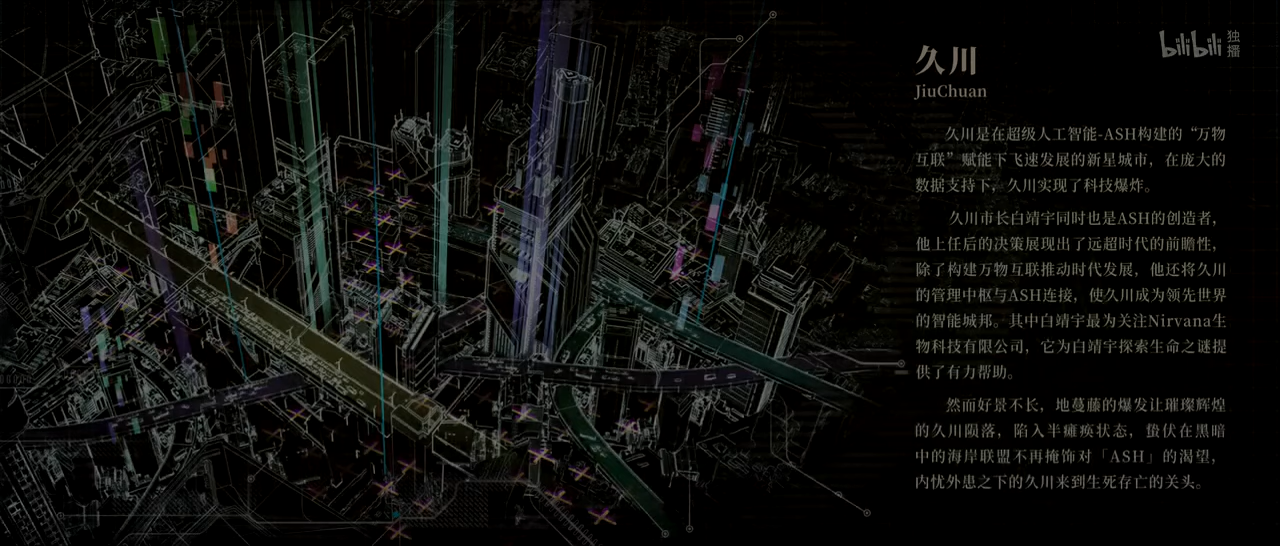 久川
JiuChuan
bilibili 独播
久川是在超级人工智能-ASH构建的“万物
互联”赋能下飞速发展的新星城市，在庞大的
数据支持下，久川实现了科技爆炸。
久川市长白靖宇同时也是ASH的创造者，
他上任后的决策展现出了远超时代的前瞻性，
除了构建万物互联推动时代发展，他还将久川
的管理中枢与ASH连接，使久川成为领先世界
的智能城邦。其中白靖宇最为关注Nirvana生
物科技有限公司，它为白靖宇探索生命之谜提
供了有力帮助。
然而好景不长，地蔓藤的爆发让璀璨辉煌
的久川陨落，陷入半瘫痪状态，蛰伏在黑暗
中的海岸联盟不再掩饰对「ASH」的渴望，
内忧外患之下的久川来到生死存亡的关头。